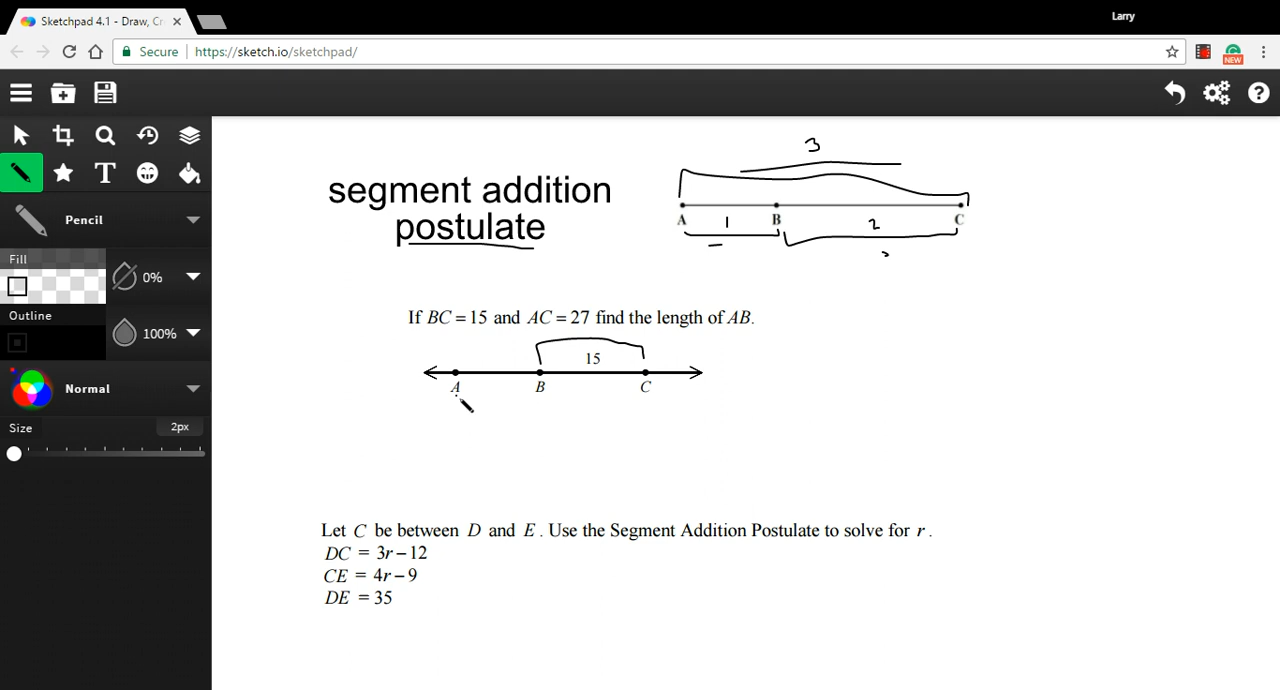 Larry
Sketchpad 4.1 - Draw, Cr
Secure | https://sketch.io/sketchpad/
NEW
T
Pencil
Fill
0%
Outline
100%
Normal
Size 2px
segment addition
postulate
3
A 1 B 2 C
If BC = 15 and AC = 27 find the length of AB.
15
A B C
Let C be between D and E. Use the Segment Addition Postulate to solve for r.
DC = 3r – 12
CE = 4r – 9
DE = 35